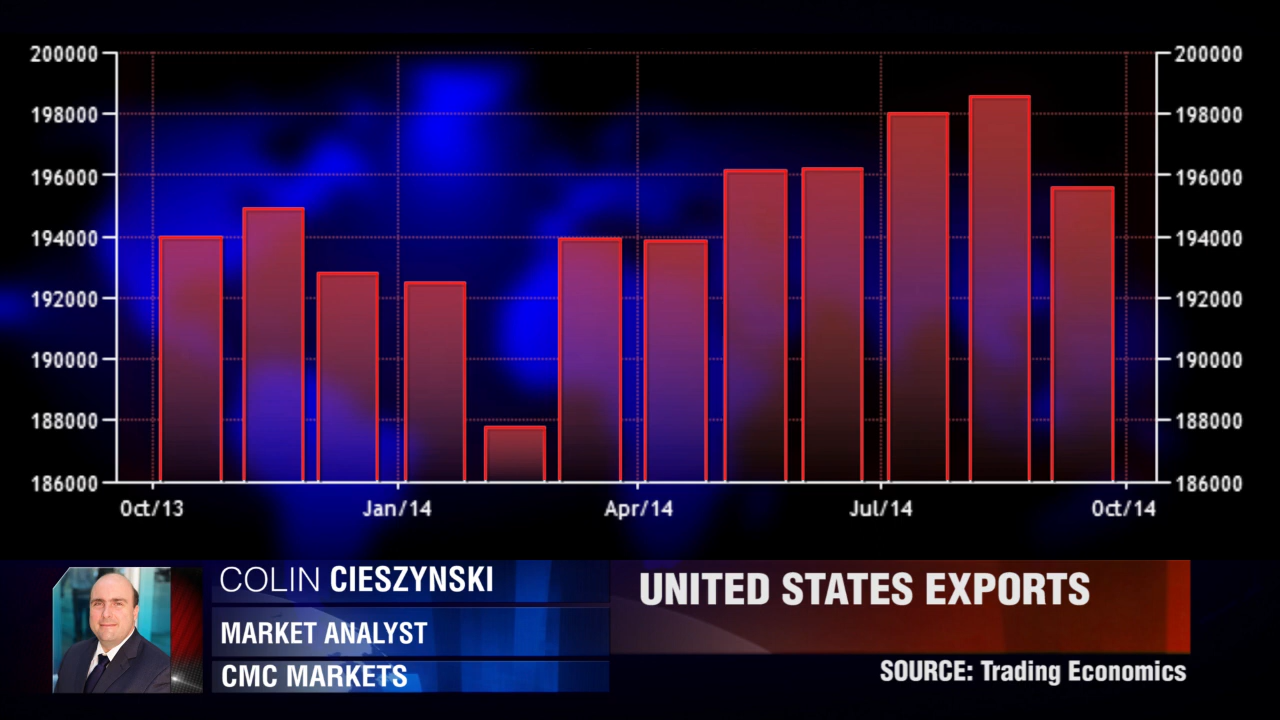 200000 200000
198000 198000
196000 196000
194000 194000
192000 192000
190000 190000
188000 188000
186000 186000
Oct/13 Jan/14 Apr/14 Jul/14 Oct/14
COLIN CIESZYNSKI
MARKET ANALYST
CMC MARKETS
UNITED STATES EXPORTS
SOURCE: Trading Economics